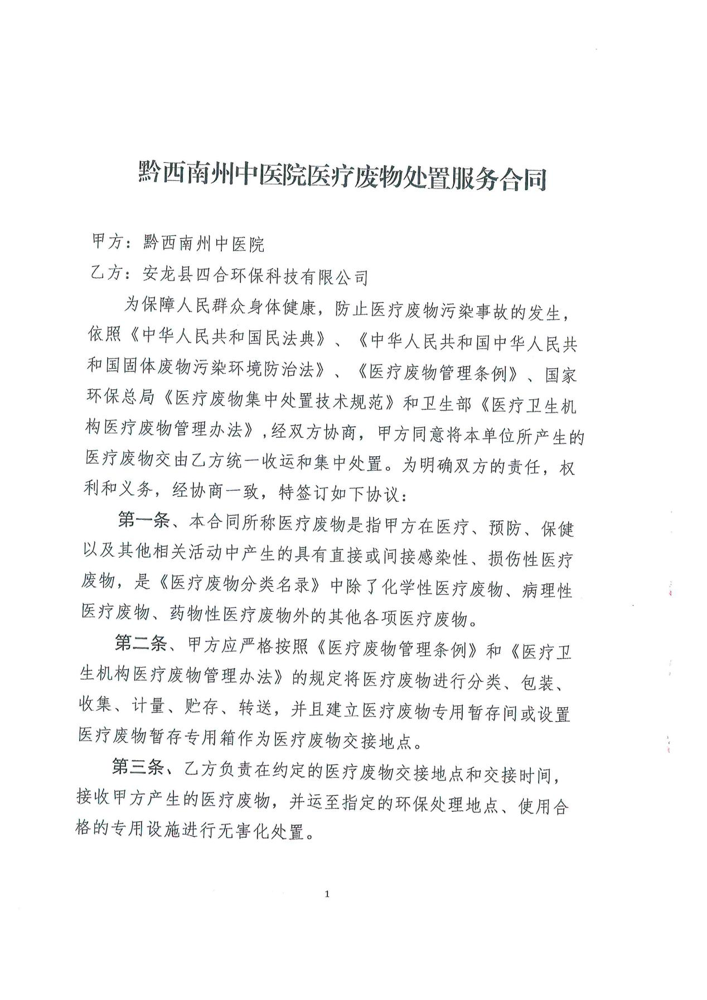 黔西南州中医院医疗废物处置服务合同
甲方：黔西南州中医院
乙方：安龙县四合环保科技有限公司
为保障人民群众身体健康，防止医疗废物污染事故的发生，
依照《中华人民共和国民法典》、《中华人民共和国中华人民共
和国固体废物污染环境防治法》、《医疗废物管理条例》、国家
环保总局《医疗废物集中处置技术规范》和卫生部《医疗卫生机
构医疗废物管理办法》,经双方协商，甲方同意将本单位所产生的
医疗废物交由乙方统一收运和集中处置。为明确双方的责任，权
利和义务，经协商一致，特签订如下协议：
第一条、本合同所称医疗废物是指甲方在医疗、预防、保健
以及其他相关活动中产生的具有直接或间接感染性、损伤性医疗
废物，是《医疗废物分类名录》中除了化学性医疗废物、病理性
医疗废物、药物性医疗废物外的其他各项医疗废物。
第二条、甲方应严格按照《医疗废物管理条例》和《医疗卫
生机构医疗废物管理办法》的规定将医疗废物进行分类、包装、
收集、计量、贮存、转送，并且建立医疗废物专用暂存间或设置
医疗废物暂存专用箱作为医疗废物交接地点。
第三条、乙方负责在约定的医疗废物交接地点和交接时间，
接收甲方产生的医疗废物，并运至指定的环保处理地点、使用合
格的专用设施进行无害化处置。
1